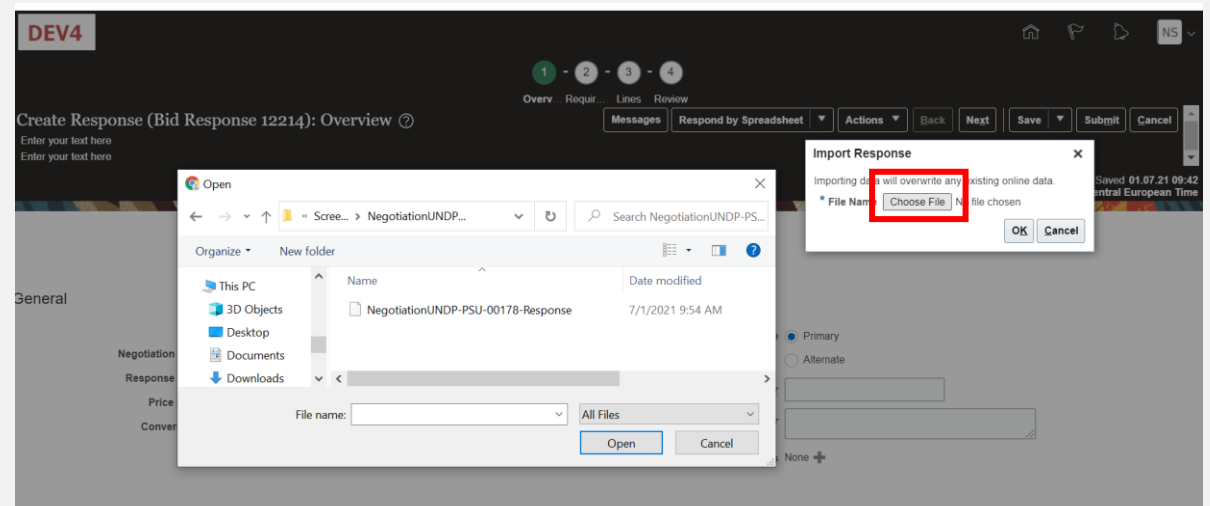 DEV4
NS
1 - 2 - 3 - 4
Overv... Requir... Lines Review
Create Response (Bid Response 12214): Overview ?
Messages Respond by Spreadsheet Actions Back Next Save Submit Cancel
Enter your text here
Enter your text here
Import Response
Importing data will overwrite any existing online data.
* File Name Choose File No file chosen
OK Cancel
Saved 01.07.21 09:42
entral European Time
Open
« Scree... > NegotiationUNDP...
Search NegotiationUNDP-PS...
Organize New folder
This PC
3D Objects
Desktop
Documents
Downloads
Name Date modified
NegotiationUNDP-PSU-00178-Response 7/1/2021 9:54 AM
File name: All Files
Open Cancel
General
Negotiation
Response
Price
Conver
Primary
Alternate
None